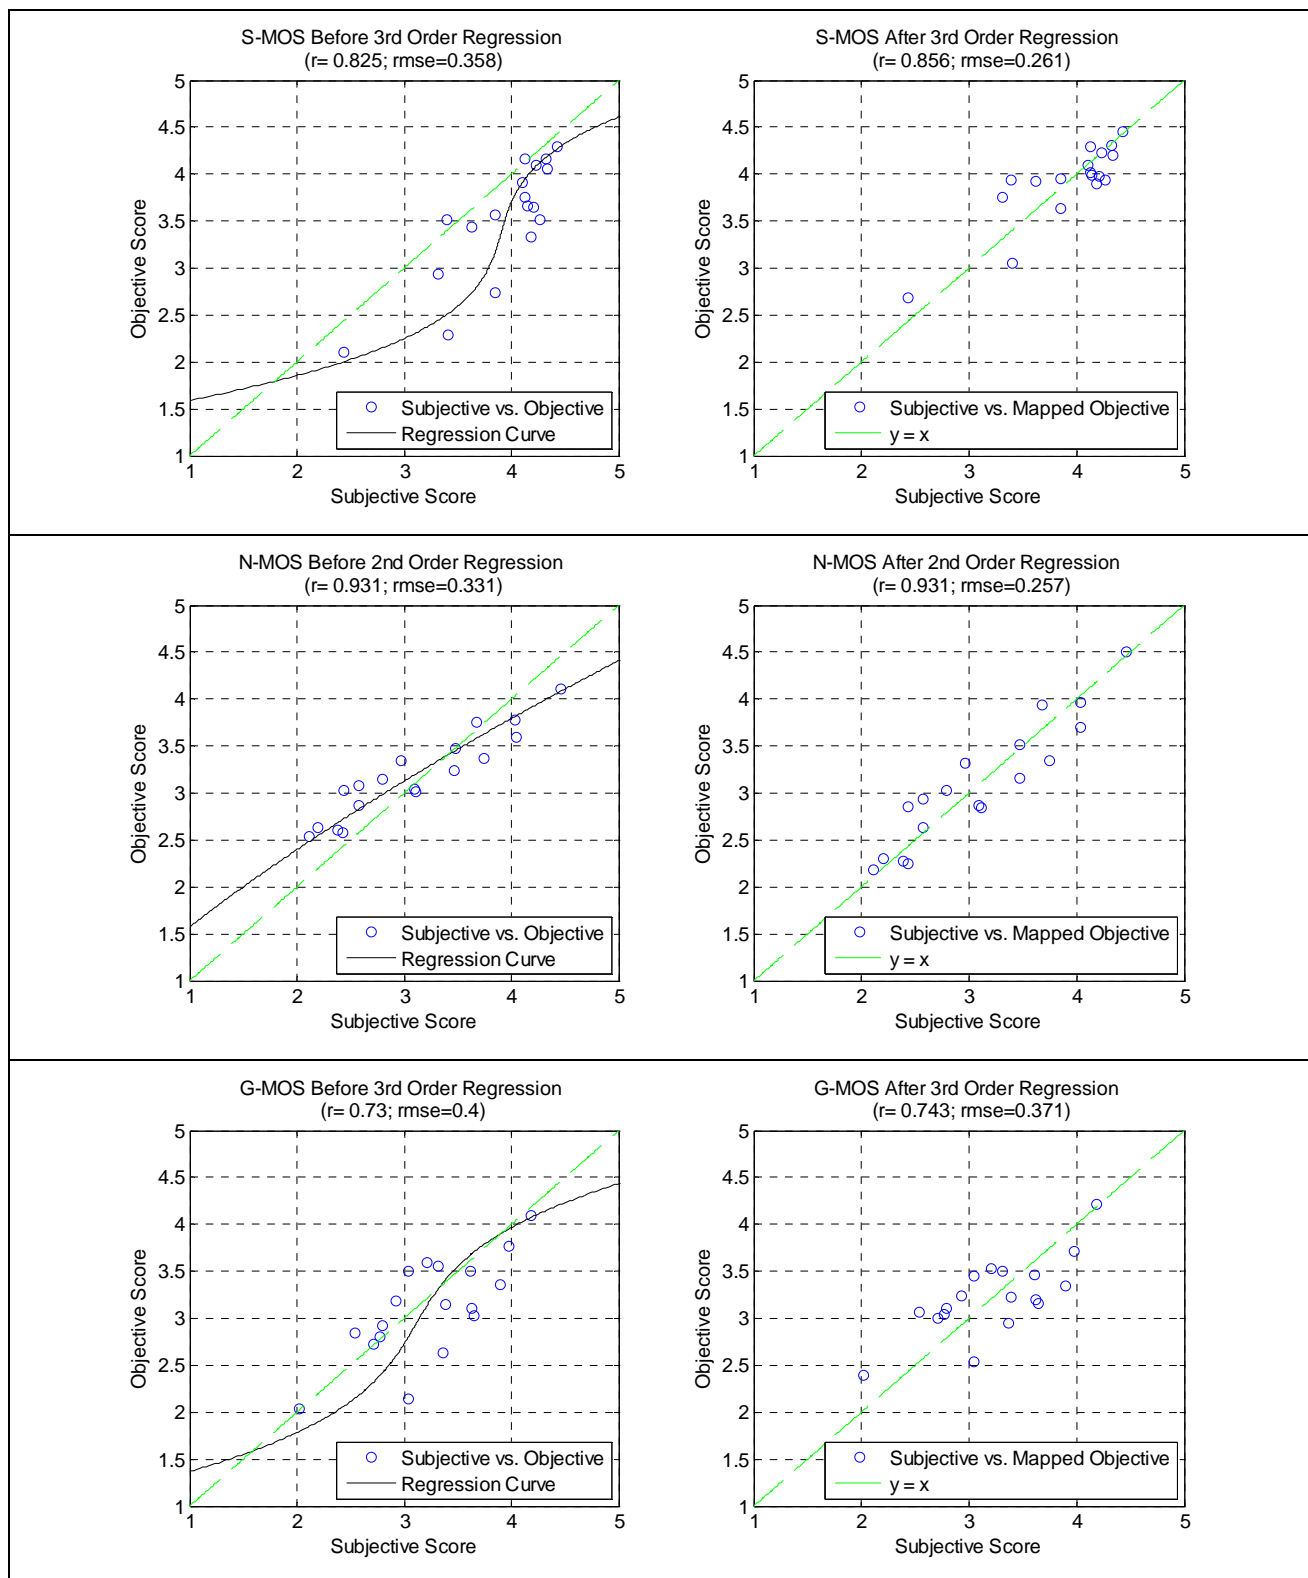 S-MOS Before 3rd Order Regression
(r= 0.825; rmse=0.358)
5
4.5
4
3.5
3
2.5
2
1.5
1
Objective Score
Subjective vs. Objective
Regression Curve
1 2 3 4 5
Subjective Score
S-MOS After 3rd Order Regression
(r= 0.856; rmse=0.261)
5
4.5
4
3.5
3
2.5
2
1.5
1
Objective Score
Subjective vs. Mapped Objective
y = x
1 2 3 4 5
Subjective Score
N-MOS Before 2nd Order Regression
(r= 0.931; rmse=0.331)
5
4.5
4
3.5
3
2.5
2
1.5
1
Objective Score
Subjective vs. Objective
Regression Curve
1 2 3 4 5
Subjective Score
N-MOS After 2nd Order Regression
(r= 0.931; rmse=0.257)
5
4.5
4
3.5
3
2.5
2
1.5
1
Objective Score
Subjective vs. Mapped Objective
y = x
1 2 3 4 5
Subjective Score
G-MOS Before 3rd Order Regression
(r= 0.73; rmse=0.4)
5
4.5
4
3.5
3
2.5
2
1.5
1
Objective Score
Subjective vs. Objective
Regression Curve
1 2 3 4 5
Subjective Score
G-MOS After 3rd Order Regression
(r= 0.743; rmse=0.371)
5
4.5
4
3.5
3
2.5
2
1.5
1
Objective Score
Subjective vs. Mapped Objective
y = x
1 2 3 4 5
Subjective Score